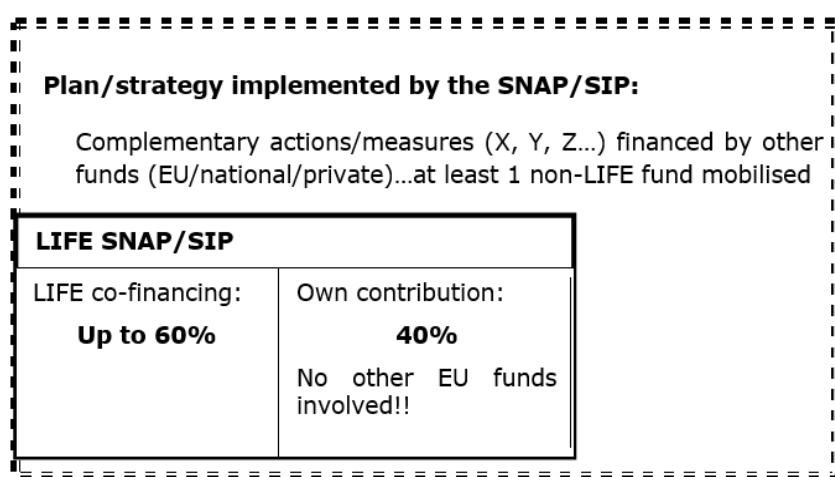 Plan/strategy implemented by the SNAP/SIP:
Complementary actions/measures (X, Y, Z...) financed by other
funds (EU/national/private)...at least 1 non-LIFE fund mobilised
LIFE SNAP/SIP
LIFE co-financing:
Up to 60%
Own contribution:
40%
No other EU funds
involved!!